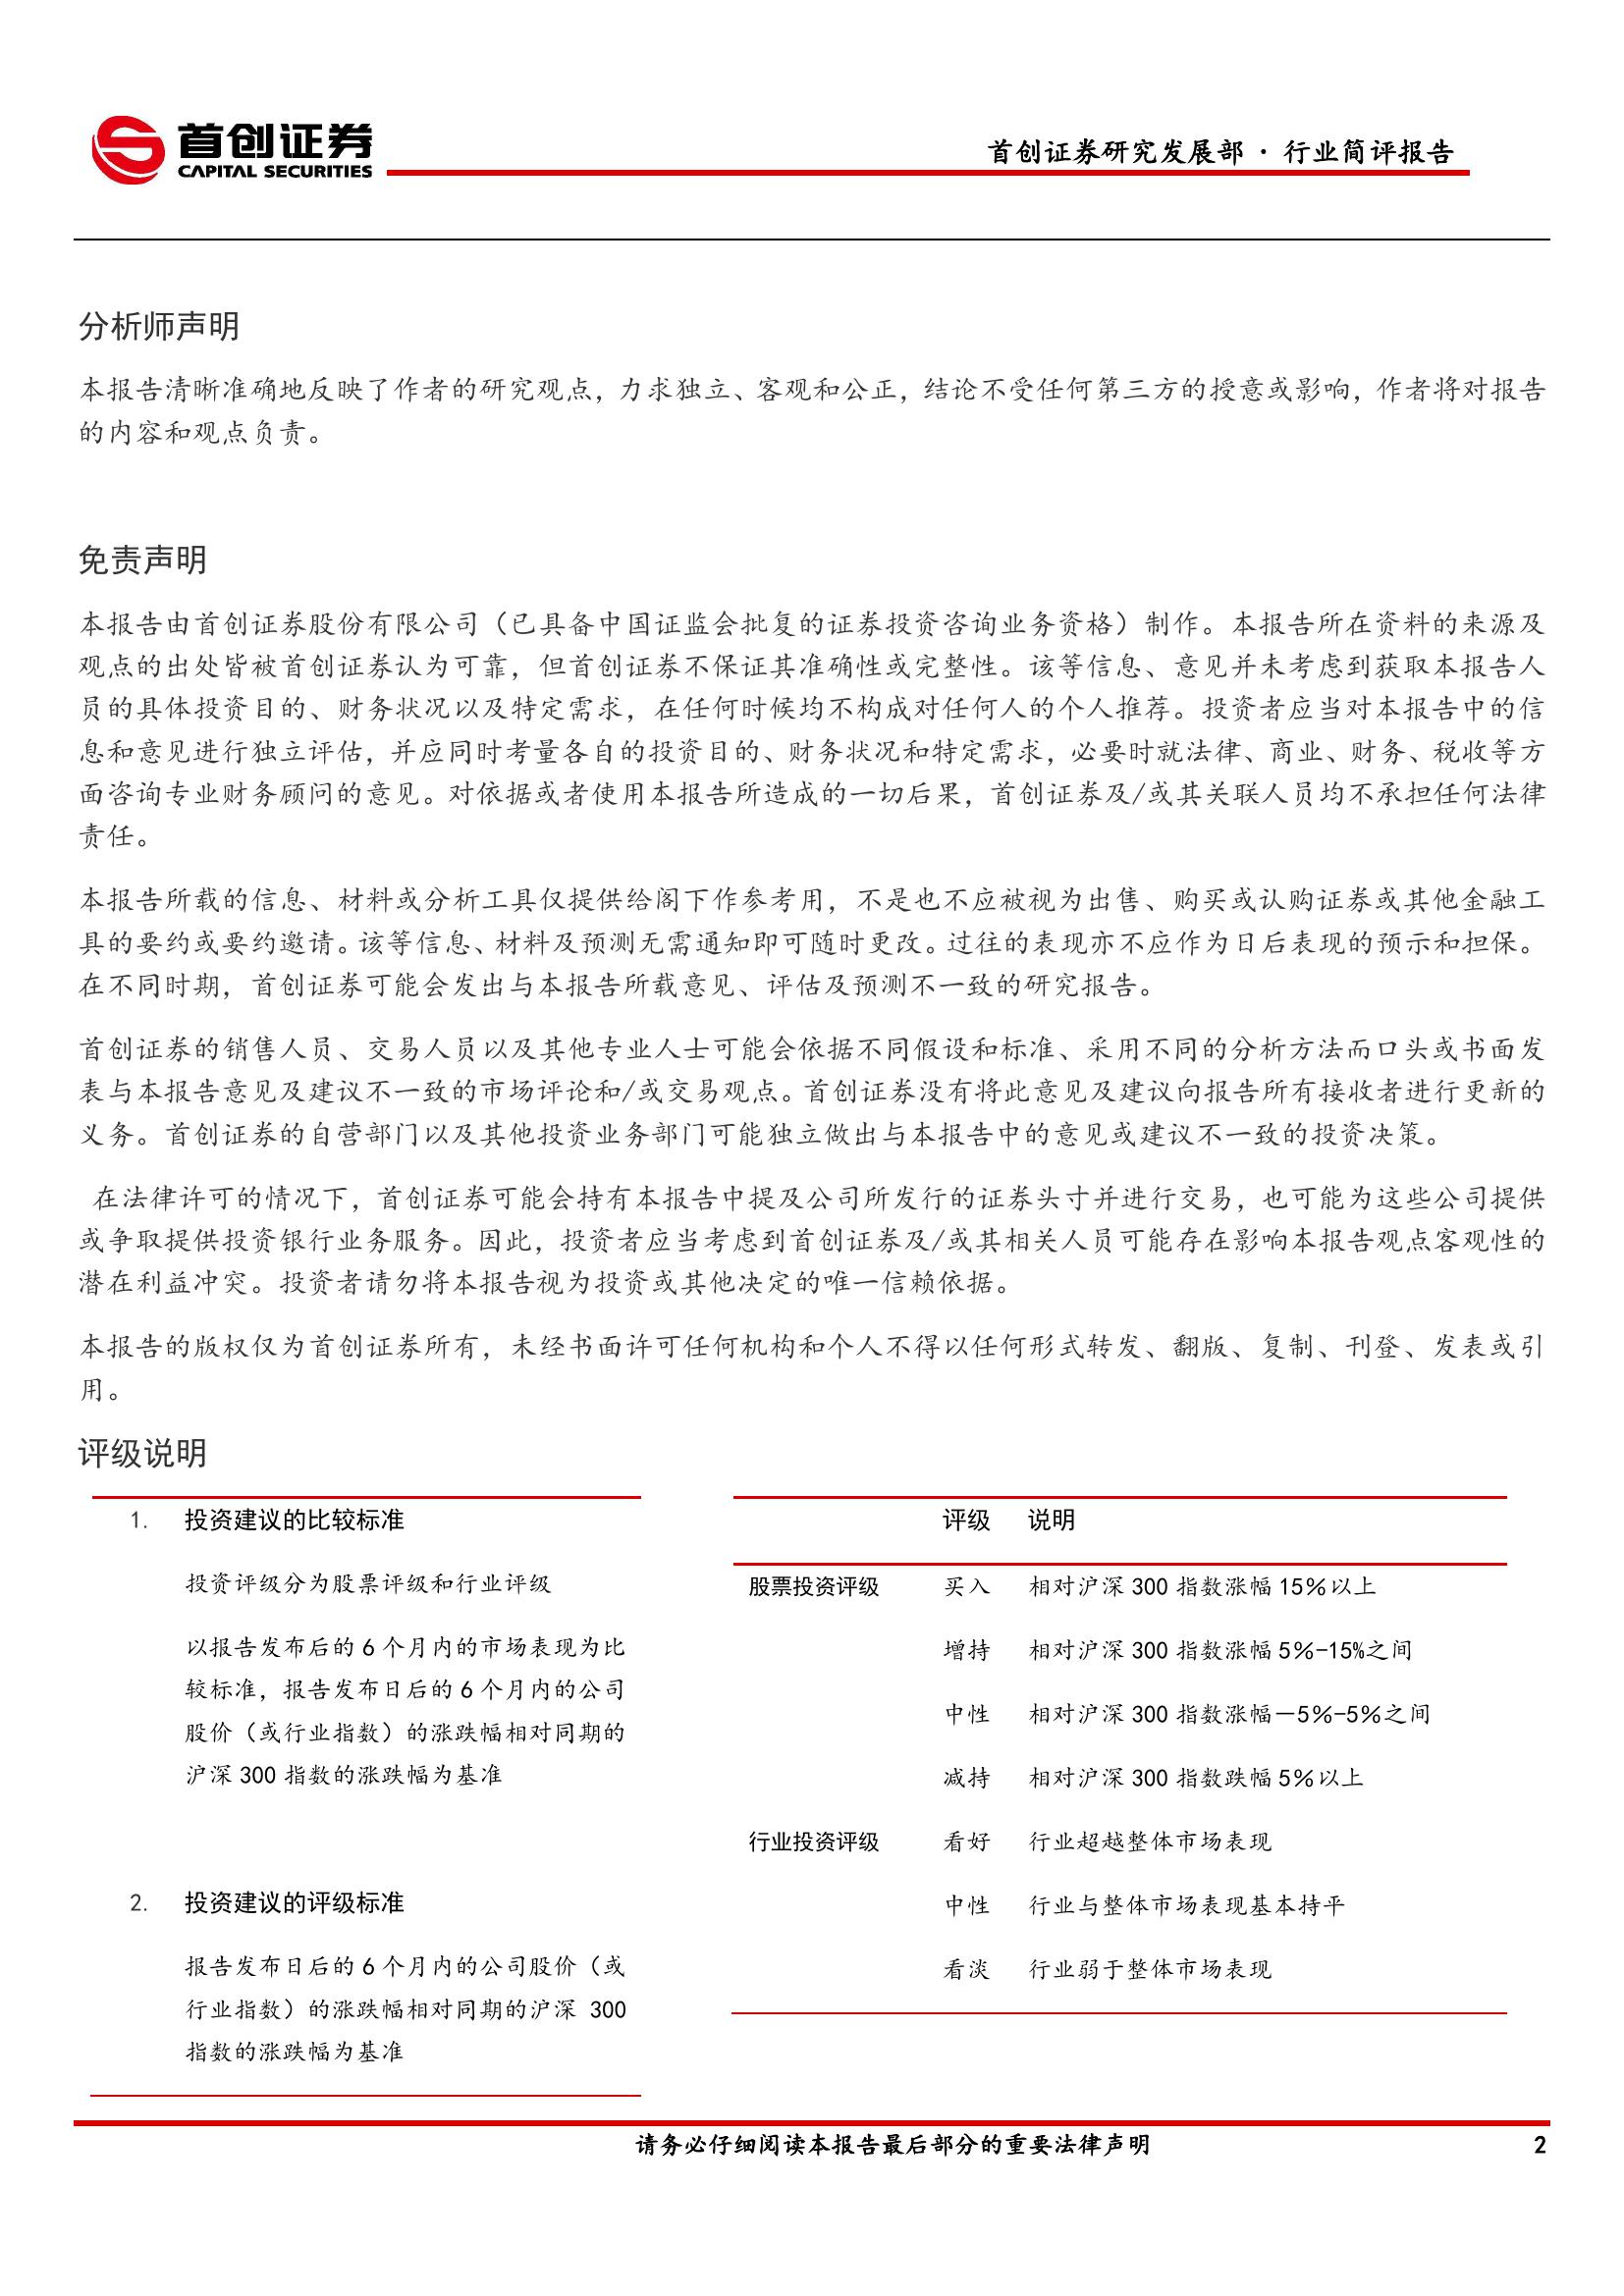 首创证券
CAPITAL SECURITIES
首创证券研究发展部 · 行业简评报告
分析师声明
本报告清晰准确地反映了作者的研究观点，力求独立、客观和公正，结论不受任何第三方的授意或影响，作者将对报告
的内容和观点负责。
免责声明
本报告由首创证券股份有限公司（已具备中国证监会批复的证券投资咨询业务资格）制作。本报告所在资料的来源及
观点的出处皆被首创证券认为可靠，但首创证券不保证其准确性或完整性。该等信息、意见并未考虑到获取本报告人
员的具体投资目的、财务状况以及特定需求，在任何时候均不构成对任何人的个人推荐。投资者应当对本报告中的信
息和意见进行独立评估，并应同时考量各自的投资目的、财务状况和特定需求，必要时就法律、商业、财务、税收等方
面咨询专业财务顾问的意见。对依据或者使用本报告所造成的一切后果，首创证券及/或其关联人员均不承担任何法律
责任。
本报告所载的信息、材料或分析工具仅提供给阁下作参考用，不是也不应被视为出售、购买或认购证券或其他金融工
具的要约或要约邀请。该等信息、材料及预测无需通知即可随时更改。过往的表现亦不应作为日后表现的预示和担保。
在不同时期，首创证券可能会发出与本报告所载意见、评估及预测不一致的研究报告。
首创证券的销售人员、交易人员以及其他专业人士可能会依据不同假设和标准、采用不同的分析方法而口头或书面发
表与本报告意见及建议不一致的市场评论和/或交易观点。首创证券没有将此意见及建议向报告所有接收者进行更新的
义务。首创证券的自营部门以及其他投资业务部门可能独立做出与本报告中的意见或建议不一致的投资决策。
在法律许可的情况下，首创证券可能会持有本报告中提及公司所发行的证券头寸并进行交易，也可能为这些公司提供
或争取提供投资银行业务服务。因此，投资者应当考虑到首创证券及/或其相关人员可能存在影响本报告观点客观性的
潜在利益冲突。投资者请勿将本报告视为投资或其他决定的唯一信赖依据。
本报告的版权仅为首创证券所有，未经书面许可任何机构和个人不得以任何形式转发、翻版、复制、刊登、发表或引
用。
评级说明
1. 投资建议的比较标准
投资评级分为股票评级和行业评级
以报告发布后的 6 个月内的市场表现为比
较标准，报告发布日后的 6 个月内的公司
股价（或行业指数）的涨跌幅相对同期的
沪深 300 指数的涨跌幅为基准
2. 投资建议的评级标准
报告发布日后的 6 个月内的公司股价（或
行业指数）的涨跌幅相对同期的沪深 300
指数的涨跌幅为基准
评级 说明
股票投资评级 买入 相对沪深 300 指数涨幅 15％以上
增持 相对沪深 300 指数涨幅 5％-15%之间
中性 相对沪深 300 指数涨幅－5％-5％之间
减持 相对沪深 300 指数跌幅 5％以上
行业投资评级 看好 行业超越整体市场表现
中性 行业与整体市场表现基本持平
看淡 行业弱于整体市场表现
请务必仔细阅读本报告最后部分的重要法律声明 2